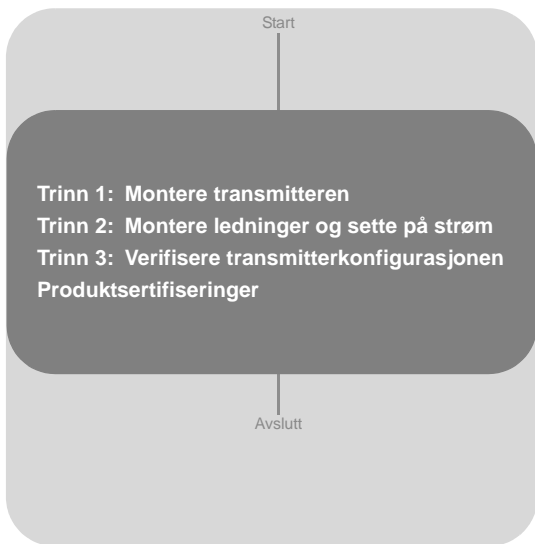 Start
Trinn 1: Montere transmitteren
Trinn 2: Montere ledninger og sette på strøm
Trinn 3: Verifisere transmitterkonfigurasjonen
Produktsertifiseringer
Avslutt